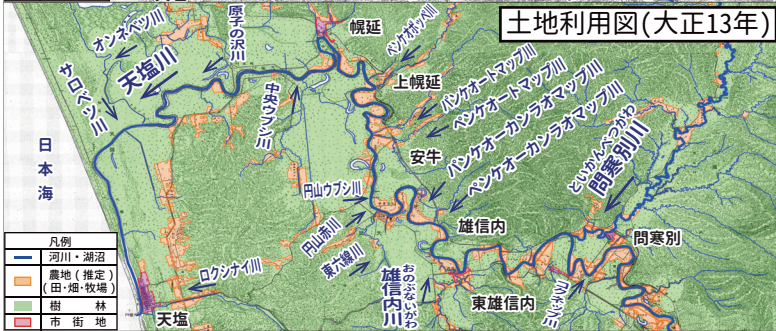 土地利用図(大正13年)
原子の沢川
幌延
オンネベツ川
ペンケオポッペ川
天塩川
サロベツ川
上幌延
中央ウブシ川
パンケオートマップ川
ペンケオートマップ川
パンケオーカンラオマップ川
ペンケオーカンラオマップ川
安牛
といかんべつがわ
問寒別川
日本海
円山ウブシ川
円山赤川
東六線川
雄信内
問寒別
おのぶないがわ
雄信内川
東雄信内
ロクシナイ川
天塩
凡例
河川・湖沼
農地(推定)
(田・畑・牧場)
樹林
市街地